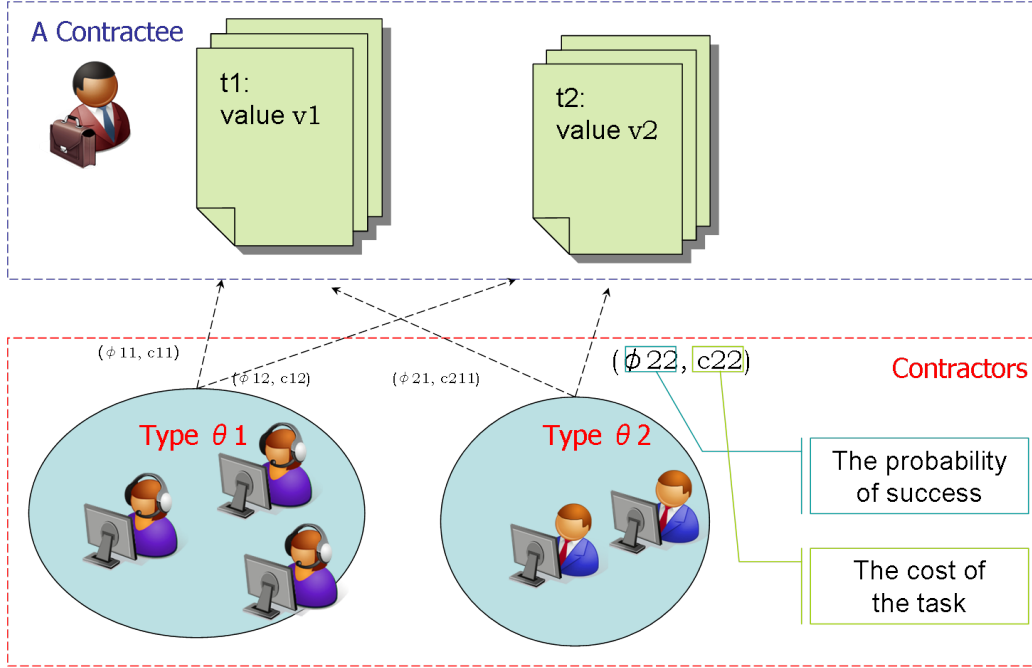 A Contractee
t1:
value v1
t2:
value v2
(φ11, c11)
(φ12, c12)
(φ21, c211)
(φ22, c22)
Contractors
Type θ1
Type θ2
The probability
of success
The cost of
the task